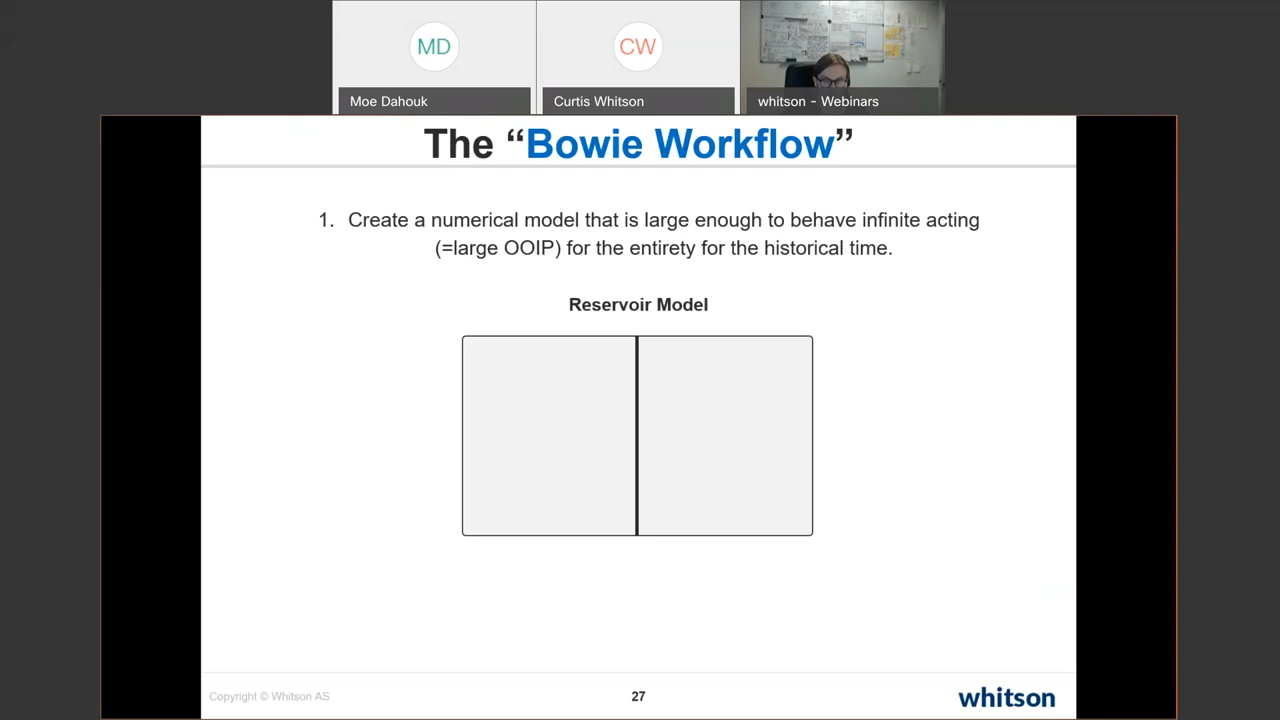 MD
CW
Moe Dahouk
Curtis Whitson
whitson - Webinars
The “Bowie Workflow”
1. Create a numerical model that is large enough to behave infinite acting
(=large OOIP) for the entirety for the historical time.
Reservoir Model
Copyright © Whitson AS
27
whitson